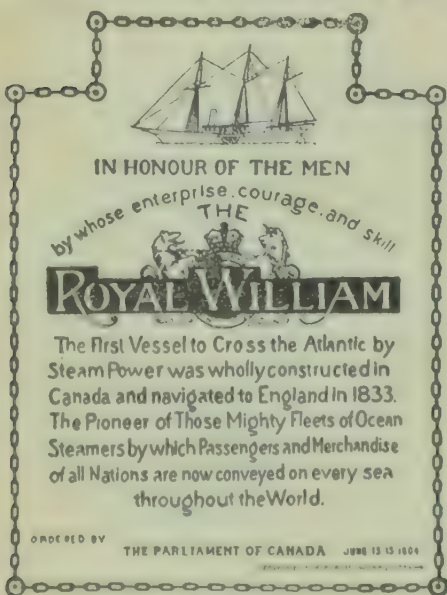 IN HONOUR OF THE MEN
by whose enterprise. courage. and skill
THE
ROYAL WILLIAM
The First Vessel to Cross the Atlantic by
Steam Power was wholly constructed in
Canada and navigated to England in 1833.
The Pioneer of Those Mighty Fleets of Ocean
Steamers by which Passengers and Merchandise
of all Nations are now conveyed on every sea
throughout the World.
ORDERED BY
THE PARLIAMENT OF CANADA JUNE 13 15